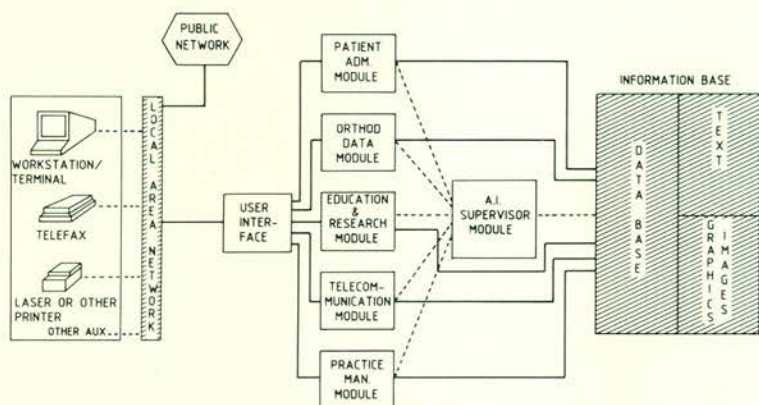 PUBLIC
NETWORK
WORKSTATION/
TERMINAL
TELEFAX
LASER OR OTHER
PRINTER
OTHER AUX
LOCAL AREA NETWORK
USER
INTER-
FACE
PATIENT
ADM.
MODULE
ORTHOD
DATA
MODULE
EDUCATION
&
RESEARCH
MODULE
TELECOM-
MUNICATION
MODULE
PRACTICE
MAN.
MODULE
A.I.
SUPERVISOR
MODULE
INFORMATION BASE
DATA BASE
TEXT
GRAPHICS
IMAGES